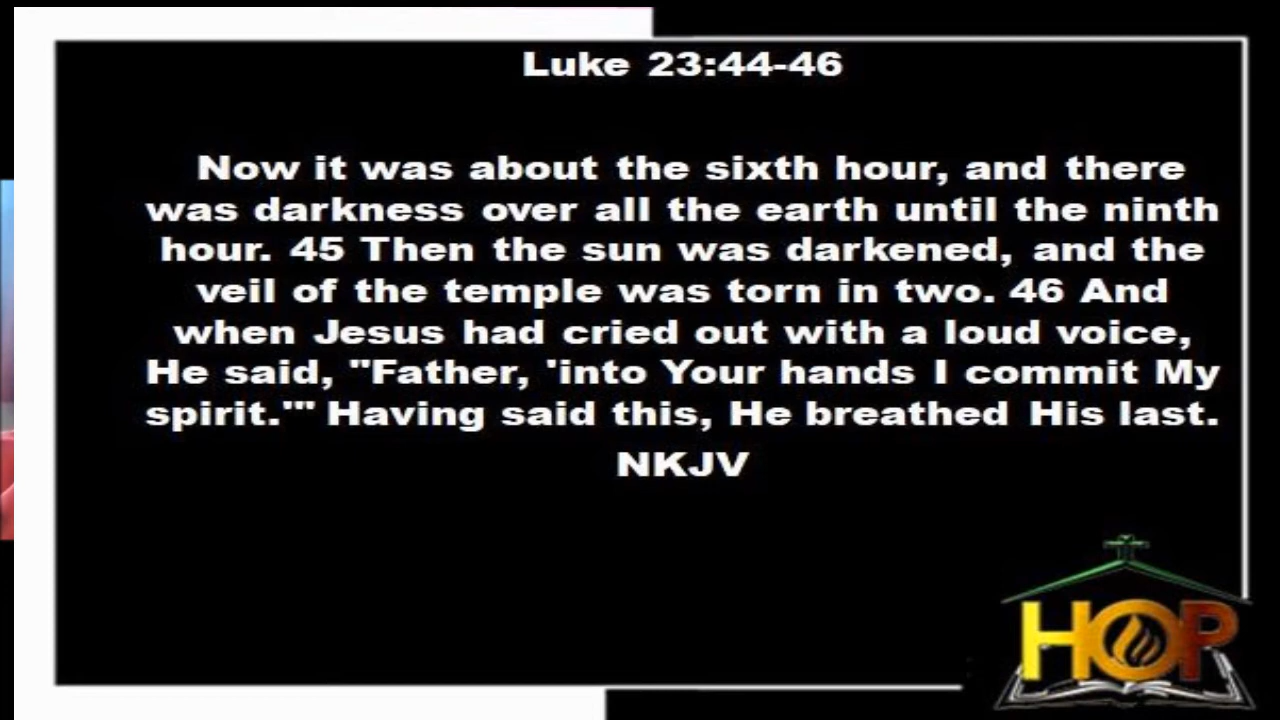 Luke 23:44-46
Now it was about the sixth hour, and there
was darkness over all the earth until the ninth
hour. 45 Then the sun was darkened, and the
veil of the temple was torn in two. 46 And
when Jesus had cried out with a loud voice,
He said, "Father, 'into Your hands I commit My
spirit.'" Having said this, He breathed His last.
NKJV
HOP